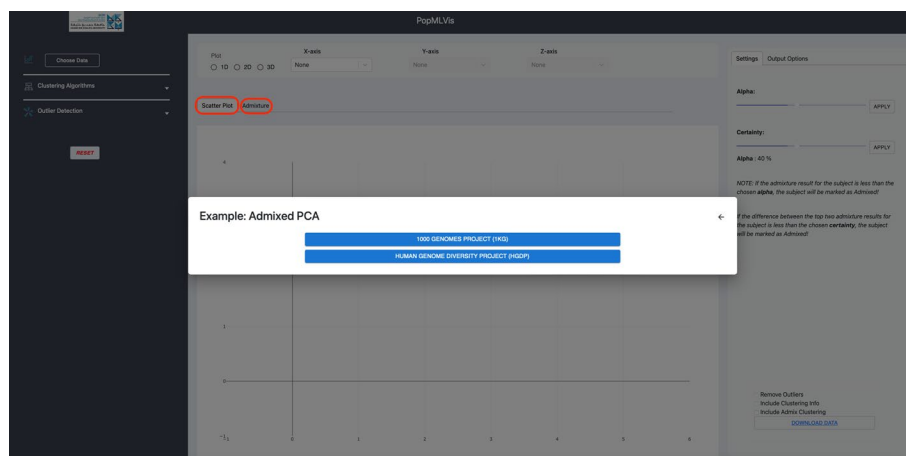 PopMLVis
Choose Data
Clustering Algorithms
Outlier Detection
RESET
Plot
1D 2D 3D
X-axis
None
Y-axis
None
Z-axis
None
Scatter Plot
Admixture
4
Example: Admixed PCA
1000 GENOMES PROJECT (1KG)
HUMAN GENOME DIVERSITY PROJECT (HGDP)
1
0
−1
0 1 2 3 4 5 6
Settings
Output Options
Alpha:
APPLY
Certainty:
APPLY
Alpha : 40 %
NOTE: If the admixture result for the subject is less than the
chosen alpha, the subject will be marked as Admixed!
If the difference between the top two admixture results for
the subject is less than the chosen certainty, the subject
will be marked as Admixed!
Remove Outliers
Include Clustering Info
Include Admix Clustering
DOWNLOAD DATA